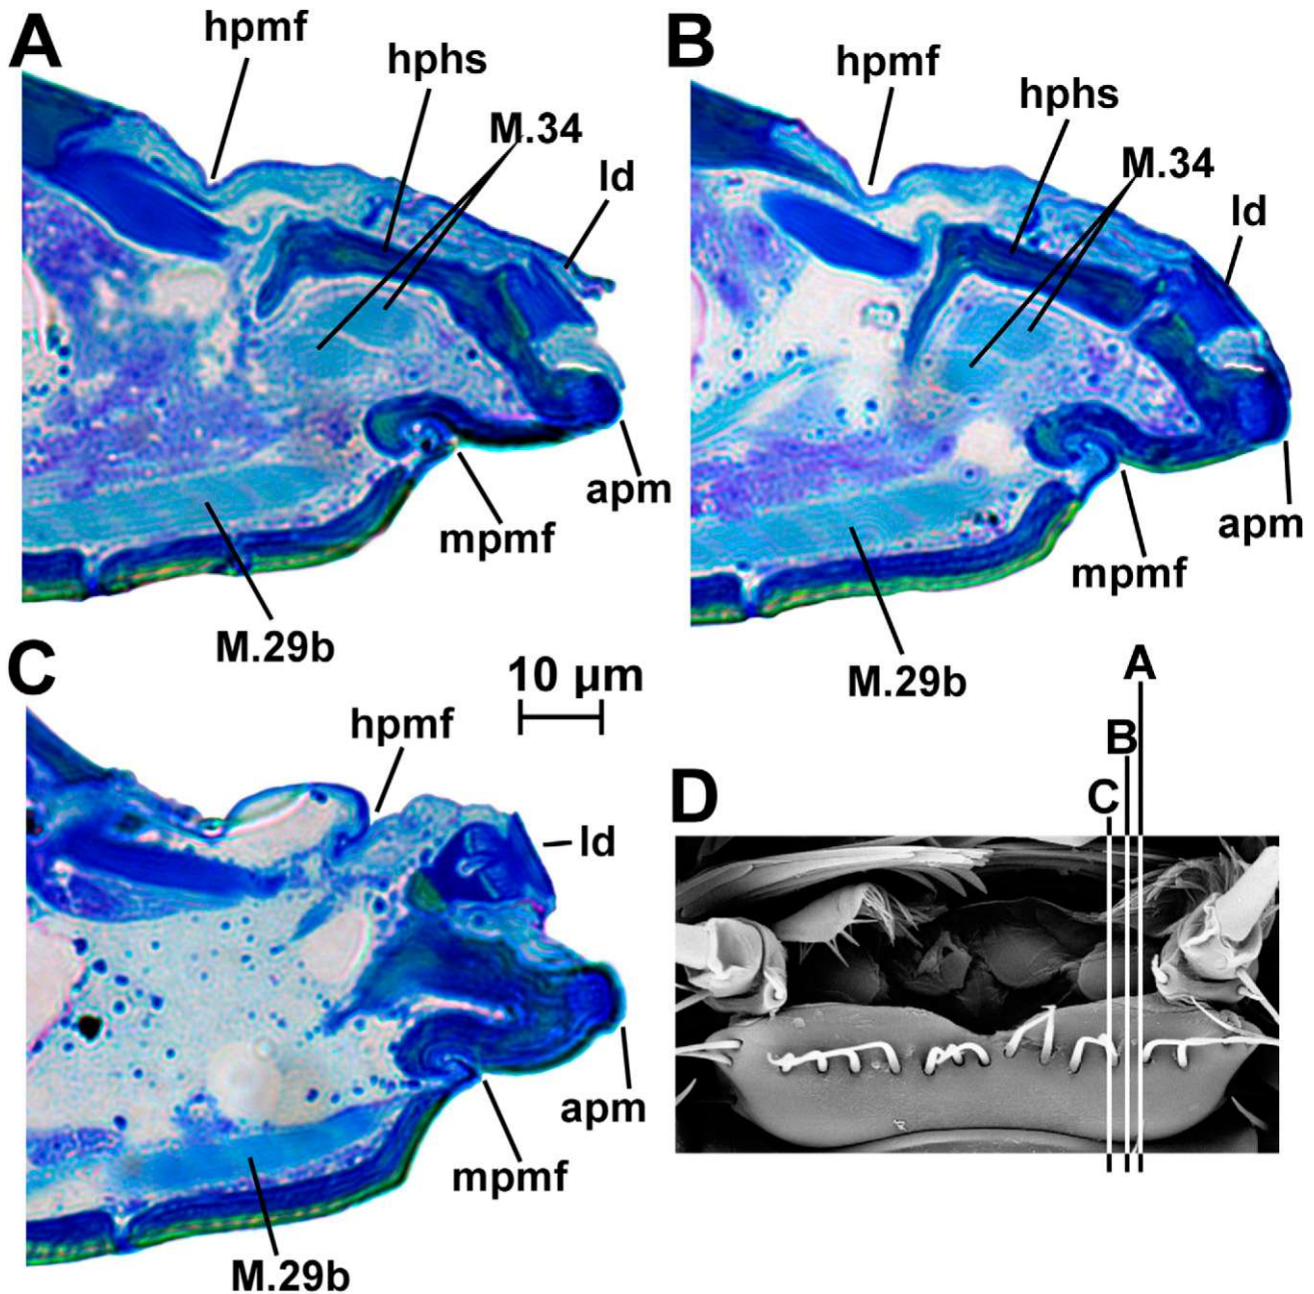 A
hpmf
hphs
M.34
ld
apm
mpmf
M.29b
B
hpmf
hphs
M.34
ld
apm
mpmf
M.29b
C
10 µm
hpmf
ld
apm
mpmf
M.29b
D
A
B
C